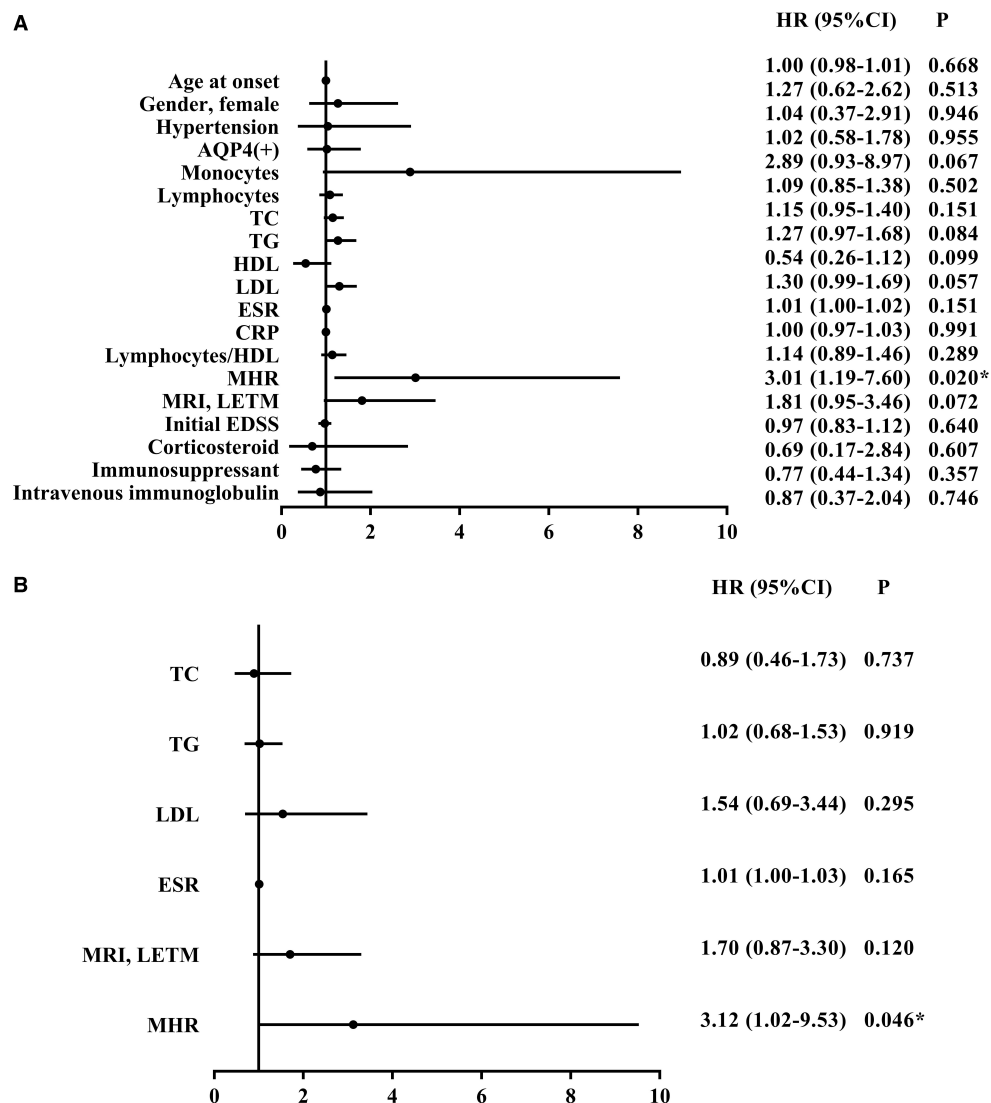 A
HR (95%CI) P
Age at onset 1.00 (0.98-1.01) 0.668
Gender, female 1.27 (0.62-2.62) 0.513
Hypertension 1.04 (0.37-2.91) 0.946
AQP4(+) 1.02 (0.58-1.78) 0.955
Monocytes 2.89 (0.93-8.97) 0.067
Lymphocytes 1.09 (0.85-1.38) 0.502
TC 1.15 (0.95-1.40) 0.151
TG 1.27 (0.97-1.68) 0.084
HDL 0.54 (0.26-1.12) 0.099
LDL 1.30 (0.99-1.69) 0.057
ESR 1.01 (1.00-1.02) 0.151
CRP 1.00 (0.97-1.03) 0.991
Lymphocytes/HDL 1.14 (0.89-1.46) 0.289
MHR 3.01 (1.19-7.60) 0.020*
MRI, LETM 1.81 (0.95-3.46) 0.072
Initial EDSS 0.97 (0.83-1.12) 0.640
Corticosteroid 0.69 (0.17-2.84) 0.607
Immunosuppressant 0.77 (0.44-1.34) 0.357
Intravenous immunoglobulin 0.87 (0.37-2.04) 0.746
0 2 4 6 8 10
B
HR (95%CI) P
TC 0.89 (0.46-1.73) 0.737
TG 1.02 (0.68-1.53) 0.919
LDL 1.54 (0.69-3.44) 0.295
ESR 1.01 (1.00-1.03) 0.165
MRI, LETM 1.70 (0.87-3.30) 0.120
MHR 3.12 (1.02-9.53) 0.046*
0 2 4 6 8 10